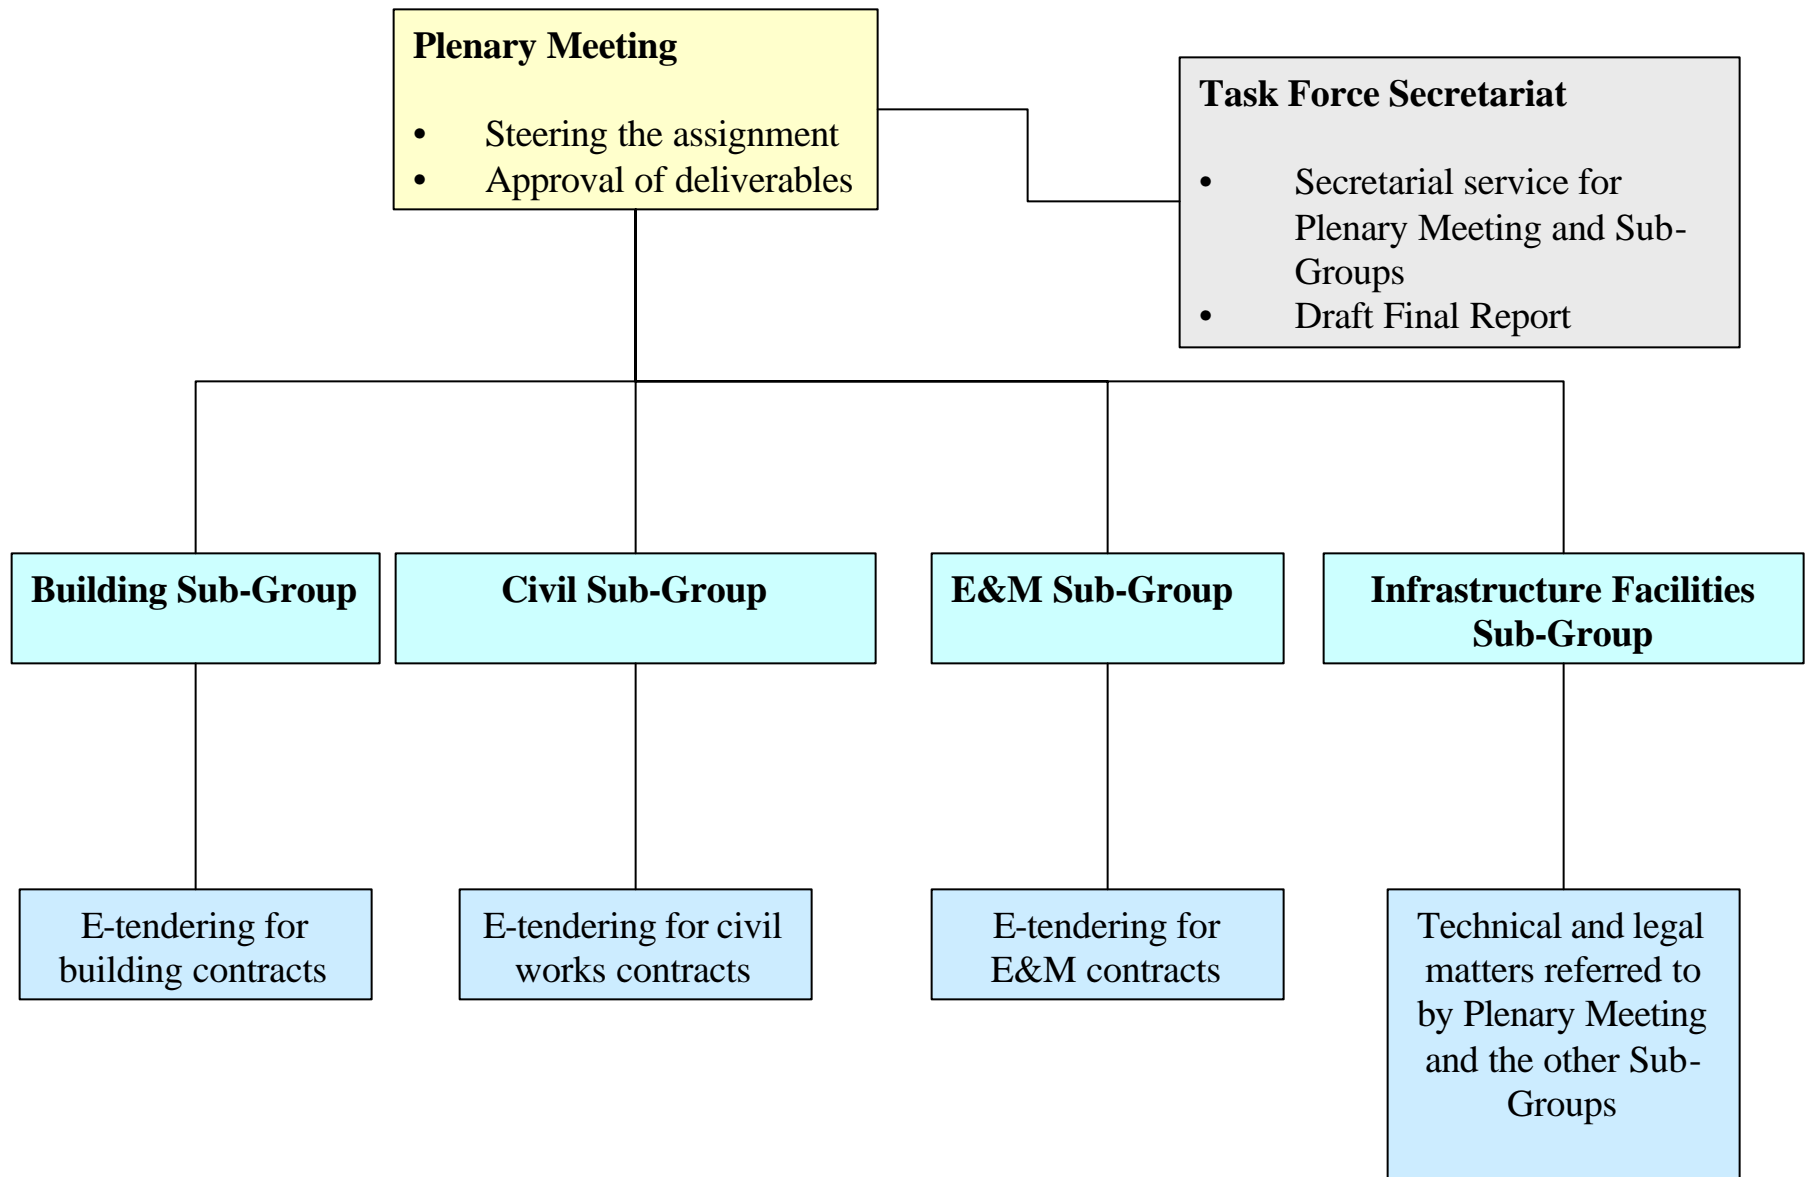 Plenary Meeting
• Steering the assignment
• Approval of deliverables
Task Force Secretariat
• Secretarial service for
Plenary Meeting and Sub-
Groups
• Draft Final Report
Building Sub-Group
Civil Sub-Group
E&M Sub-Group
Infrastructure Facilities
Sub-Group
E-tendering for
building contracts
E-tendering for civil
works contracts
E-tendering for
E&M contracts
Technical and legal
matters referred to
by Plenary Meeting
and the other Sub-
Groups